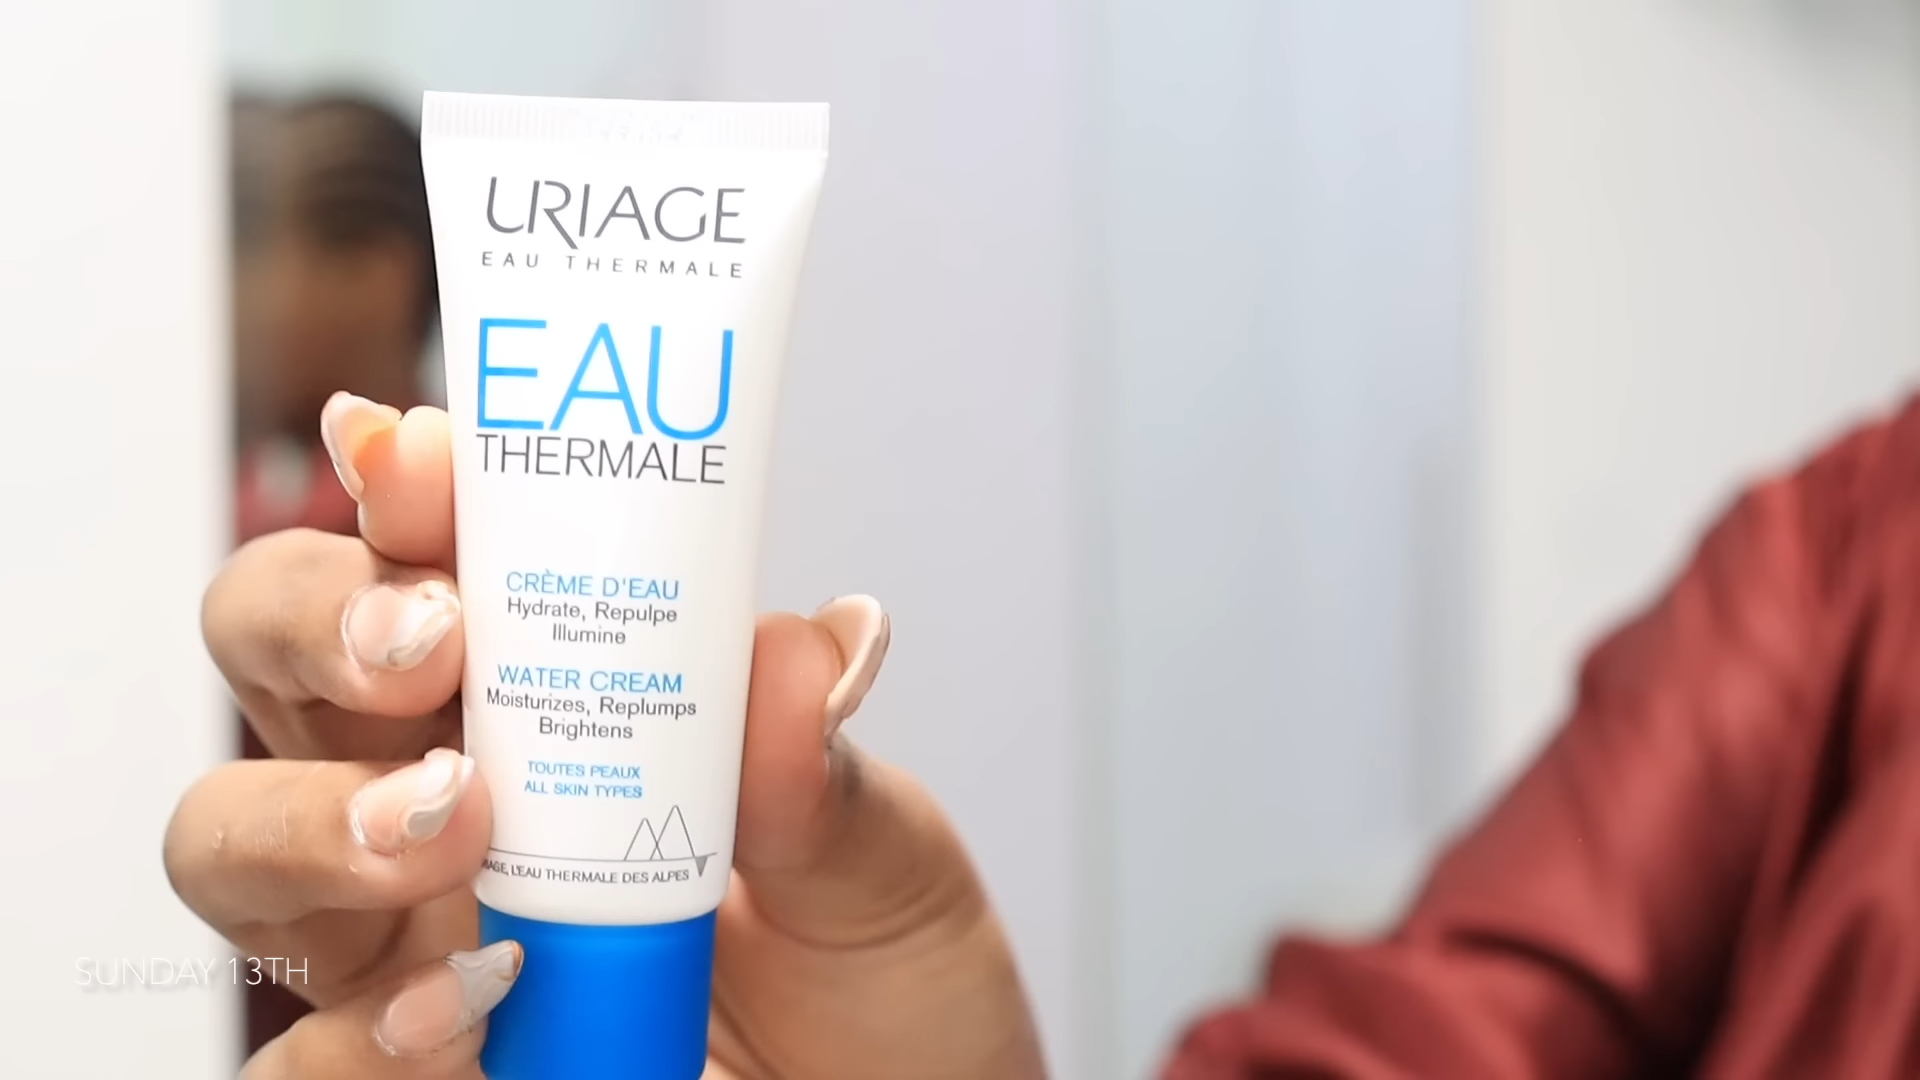 URIAGE
EAU THERMALE
EAU
THERMALE
CRÈME D'EAU
Hydrate, Repulpe
Illumine
WATER CREAM
Moisturizes, Replumps
Brightens
TOUTES PEAUX
ALL SKIN TYPES
L'EAU THERMALE DES ALPES
SUNDAY 13TH